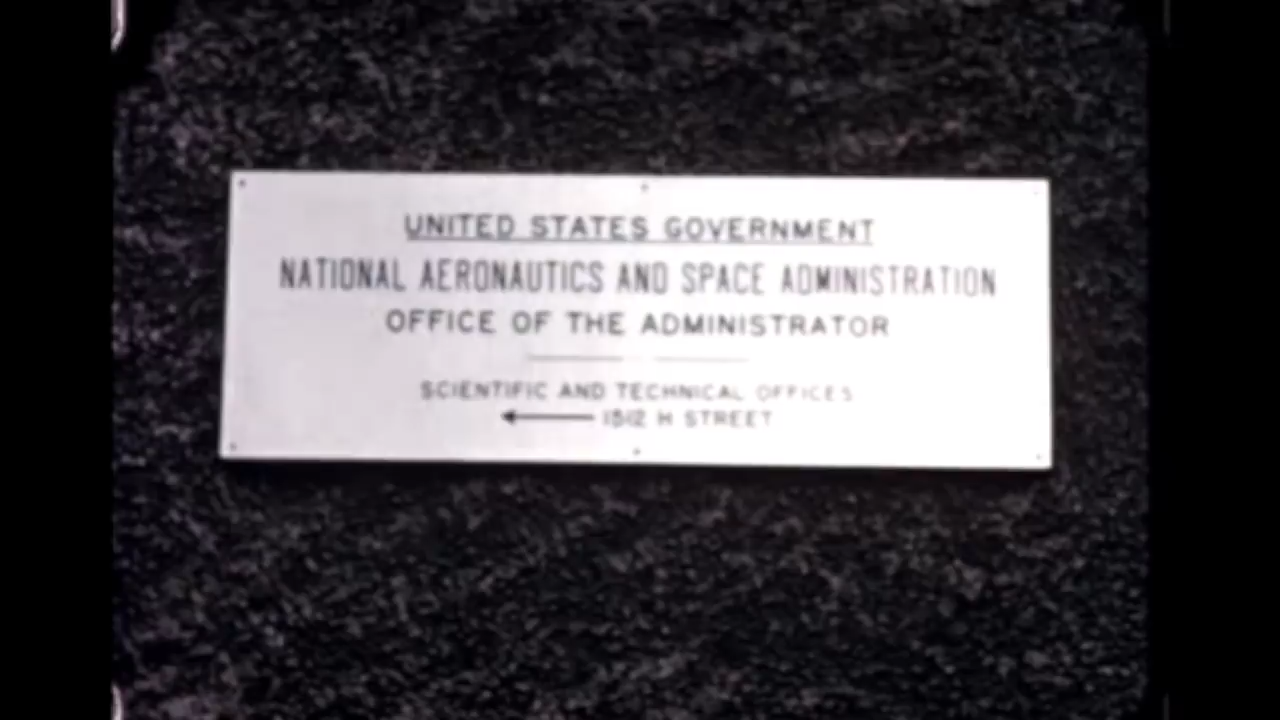 UNITED STATES GOVERNMENT
NATIONAL AERONAUTICS AND SPACE ADMINISTRATION
OFFICE OF THE ADMINISTRATOR
SCIENTIFIC AND TECHNICAL OFFICES
1512 H STREET